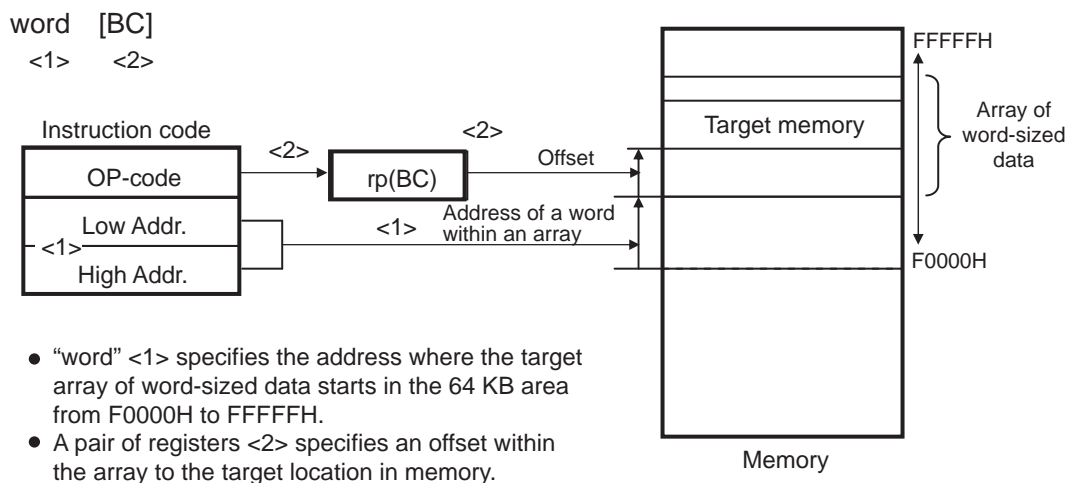 word [BC]
<1> <2>
Instruction code
OP-code
Low Addr.
<1>
High Addr.
<2>
rp(BC)
<2>
Offset
<1>
Address of a word
within an array
Target memory
FFFFFH
Array of
word-sized
data
F0000H
Memory
● “word” <1> specifies the address where the target
array of word-sized data starts in the 64 KB area
from F0000H to FFFFFH.
● A pair of registers <2> specifies an offset within
the array to the target location in memory.